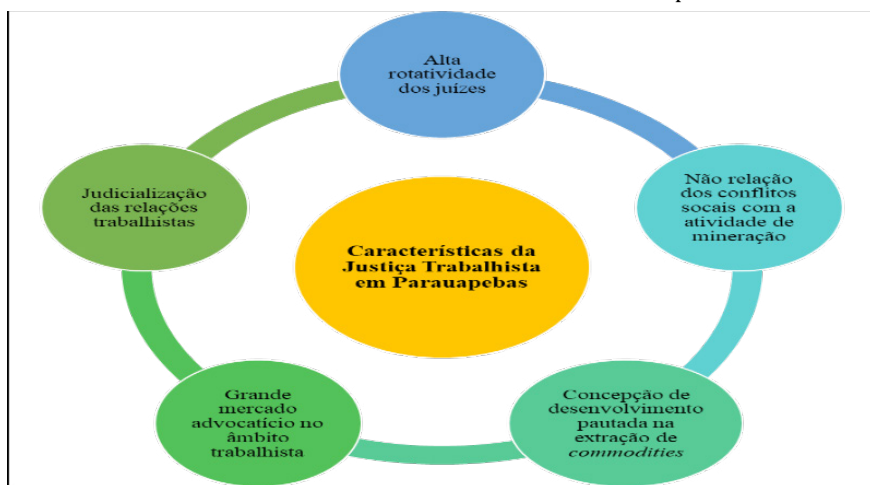 Alta
rotatividade
dos juízes
Não relação
dos conflitos
socais com a
atividade de
mineração
Concepção de
desenvolvimento
pautada na
extração de
commodities
Grande
mercado
advocatício no
âmbito
trabalhista
Judicialização
das relações
trabalhistas
Características da
Justiça Trabalhista
em Parauapebas